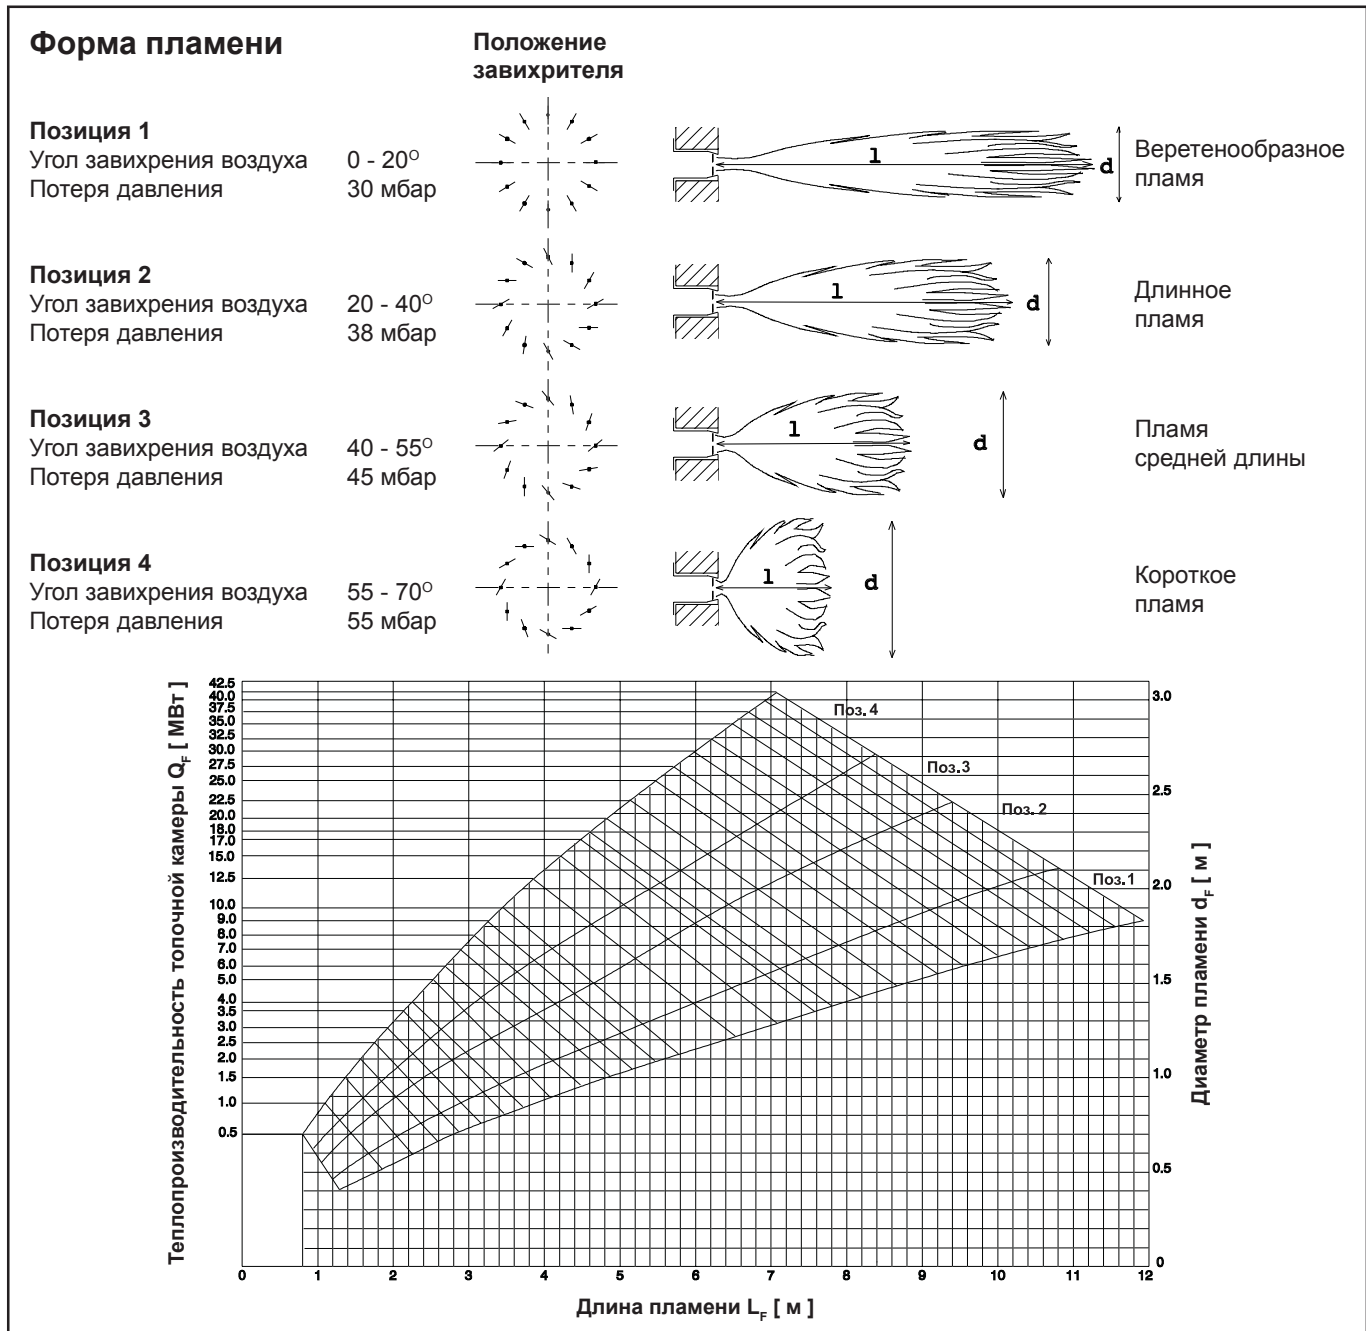 Форма пламени
Положение
завихрителя
Позиция 1
Угол завихрения воздуха 0 - 20°
Потеря давления 30 мбар
l
d
Веретенообразное
пламя
Позиция 2
Угол завихрения воздуха 20 - 40°
Потеря давления 38 мбар
l
d
Длинное
пламя
Позиция 3
Угол завихрения воздуха 40 - 55°
Потеря давления 45 мбар
l
d
Пламя
средней длины
Позиция 4
Угол завихрения воздуха 55 - 70°
Потеря давления 55 мбар
l
d
Короткое
пламя
Теплопроизводительность топочной камеры Q_F [ МВт ]
42.5
40.0
37.5
35.0
32.5
30.0
27.5
25.0
22.5
20.0
18.0
17.0
15.0
12.5
10.0
9.0
8.0
7.0
6.0
5.0
4.0
3.5
3.0
2.5
2.0
1.5
1.0
0.5
Поз. 4
Поз.3
Поз. 2
Поз.1
3.0
2.5
2.0
1.5
1.0
0.5
0
Диаметр пламени d_F [ м ]
0 1 2 3 4 5 6 7 8 9 10 11 12
Длина пламени L_F [ м ]